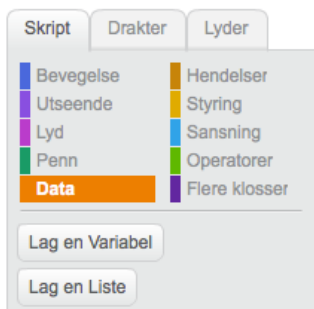 Skript Drakter Lyder
Bevegelse Hendelser
Utseende Styring
Lyd Sansning
Penn Operatorer
Data Flere klosser
Lag en Variabel
Lag en Liste